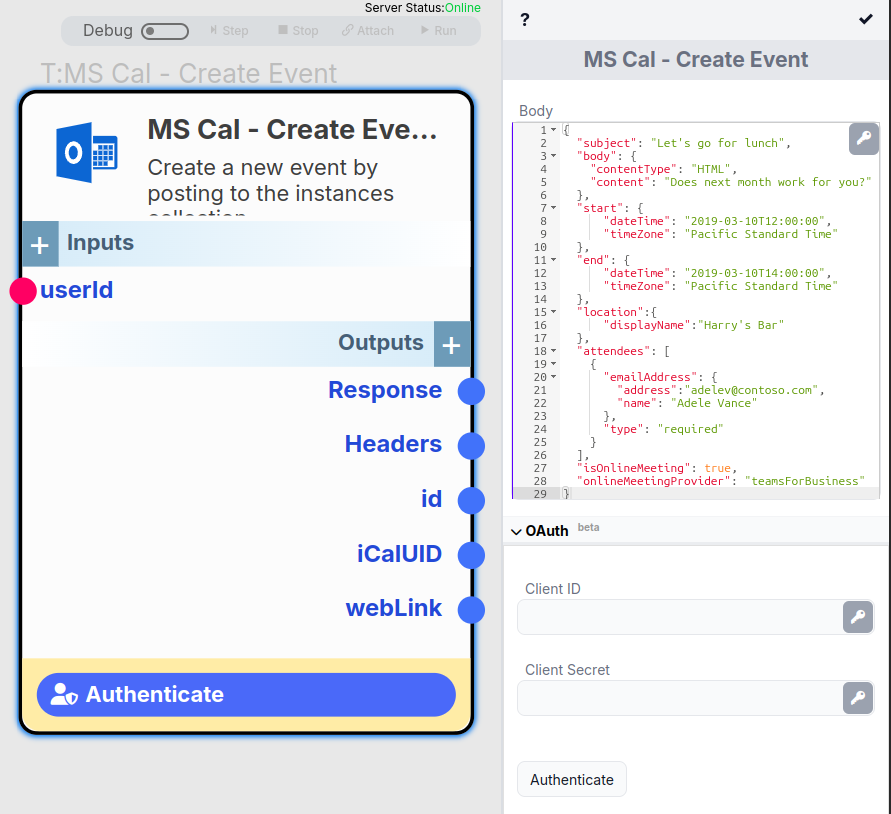 Server Status:Online
Debug
Step
Stop
Attach
Run
T:MS Cal - Create Event
MS Cal - Create Eve...
Create a new event by
posting to the instances
collection
+ Inputs
userId
Outputs +
Response
Headers
id
iCalUID
webLink
Authenticate
?
MS Cal - Create Event
Body
1 {
2 "subject": "Let's go for lunch",
3 "body": {
4 "contentType": "HTML",
5 "content": "Does next month work for you?"
6 },
7 "start": {
8 "dateTime": "2019-03-10T12:00:00",
9 "timeZone": "Pacific Standard Time"
10 },
11 "end": {
12 "dateTime": "2019-03-10T14:00:00",
13 "timeZone": "Pacific Standard Time"
14 },
15 "location":{
16 "displayName":"Harry's Bar"
17 },
18 "attendees": [
19 {
20 "emailAddress": {
21 "address":"adelev@contoso.com",
22 "name": "Adele Vance"
23 },
24 "type": "required"
25 }
26 ],
27 "isOnlineMeeting": true,
28 "onlineMeetingProvider": "teamsForBusiness"
29 }
OAuth beta
Client ID
Client Secret
Authenticate